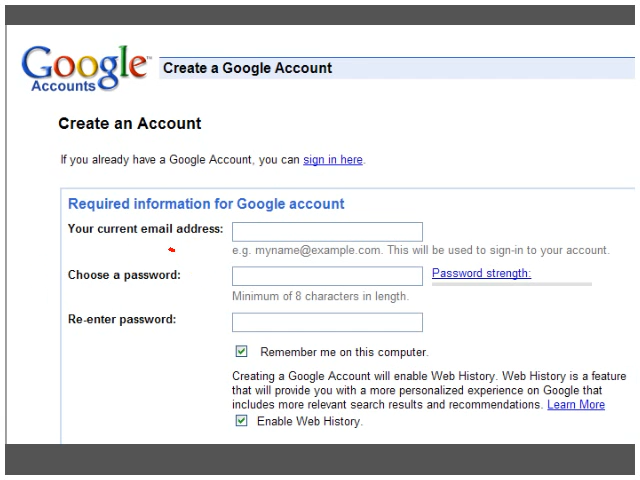 Google™ Create a Google Account
Accounts
Create an Account
If you already have a Google Account, you can sign in here.
Required information for Google account
Your current email address:
e.g. myname@example.com. This will be used to sign-in to your account.
Choose a password: Password strength:
Minimum of 8 characters in length.
Re-enter password:
Remember me on this computer.
Creating a Google Account will enable Web History. Web History is a feature
that will provide you with a more personalized experience on Google that
includes more relevant search results and recommendations. Learn More
Enable Web History.